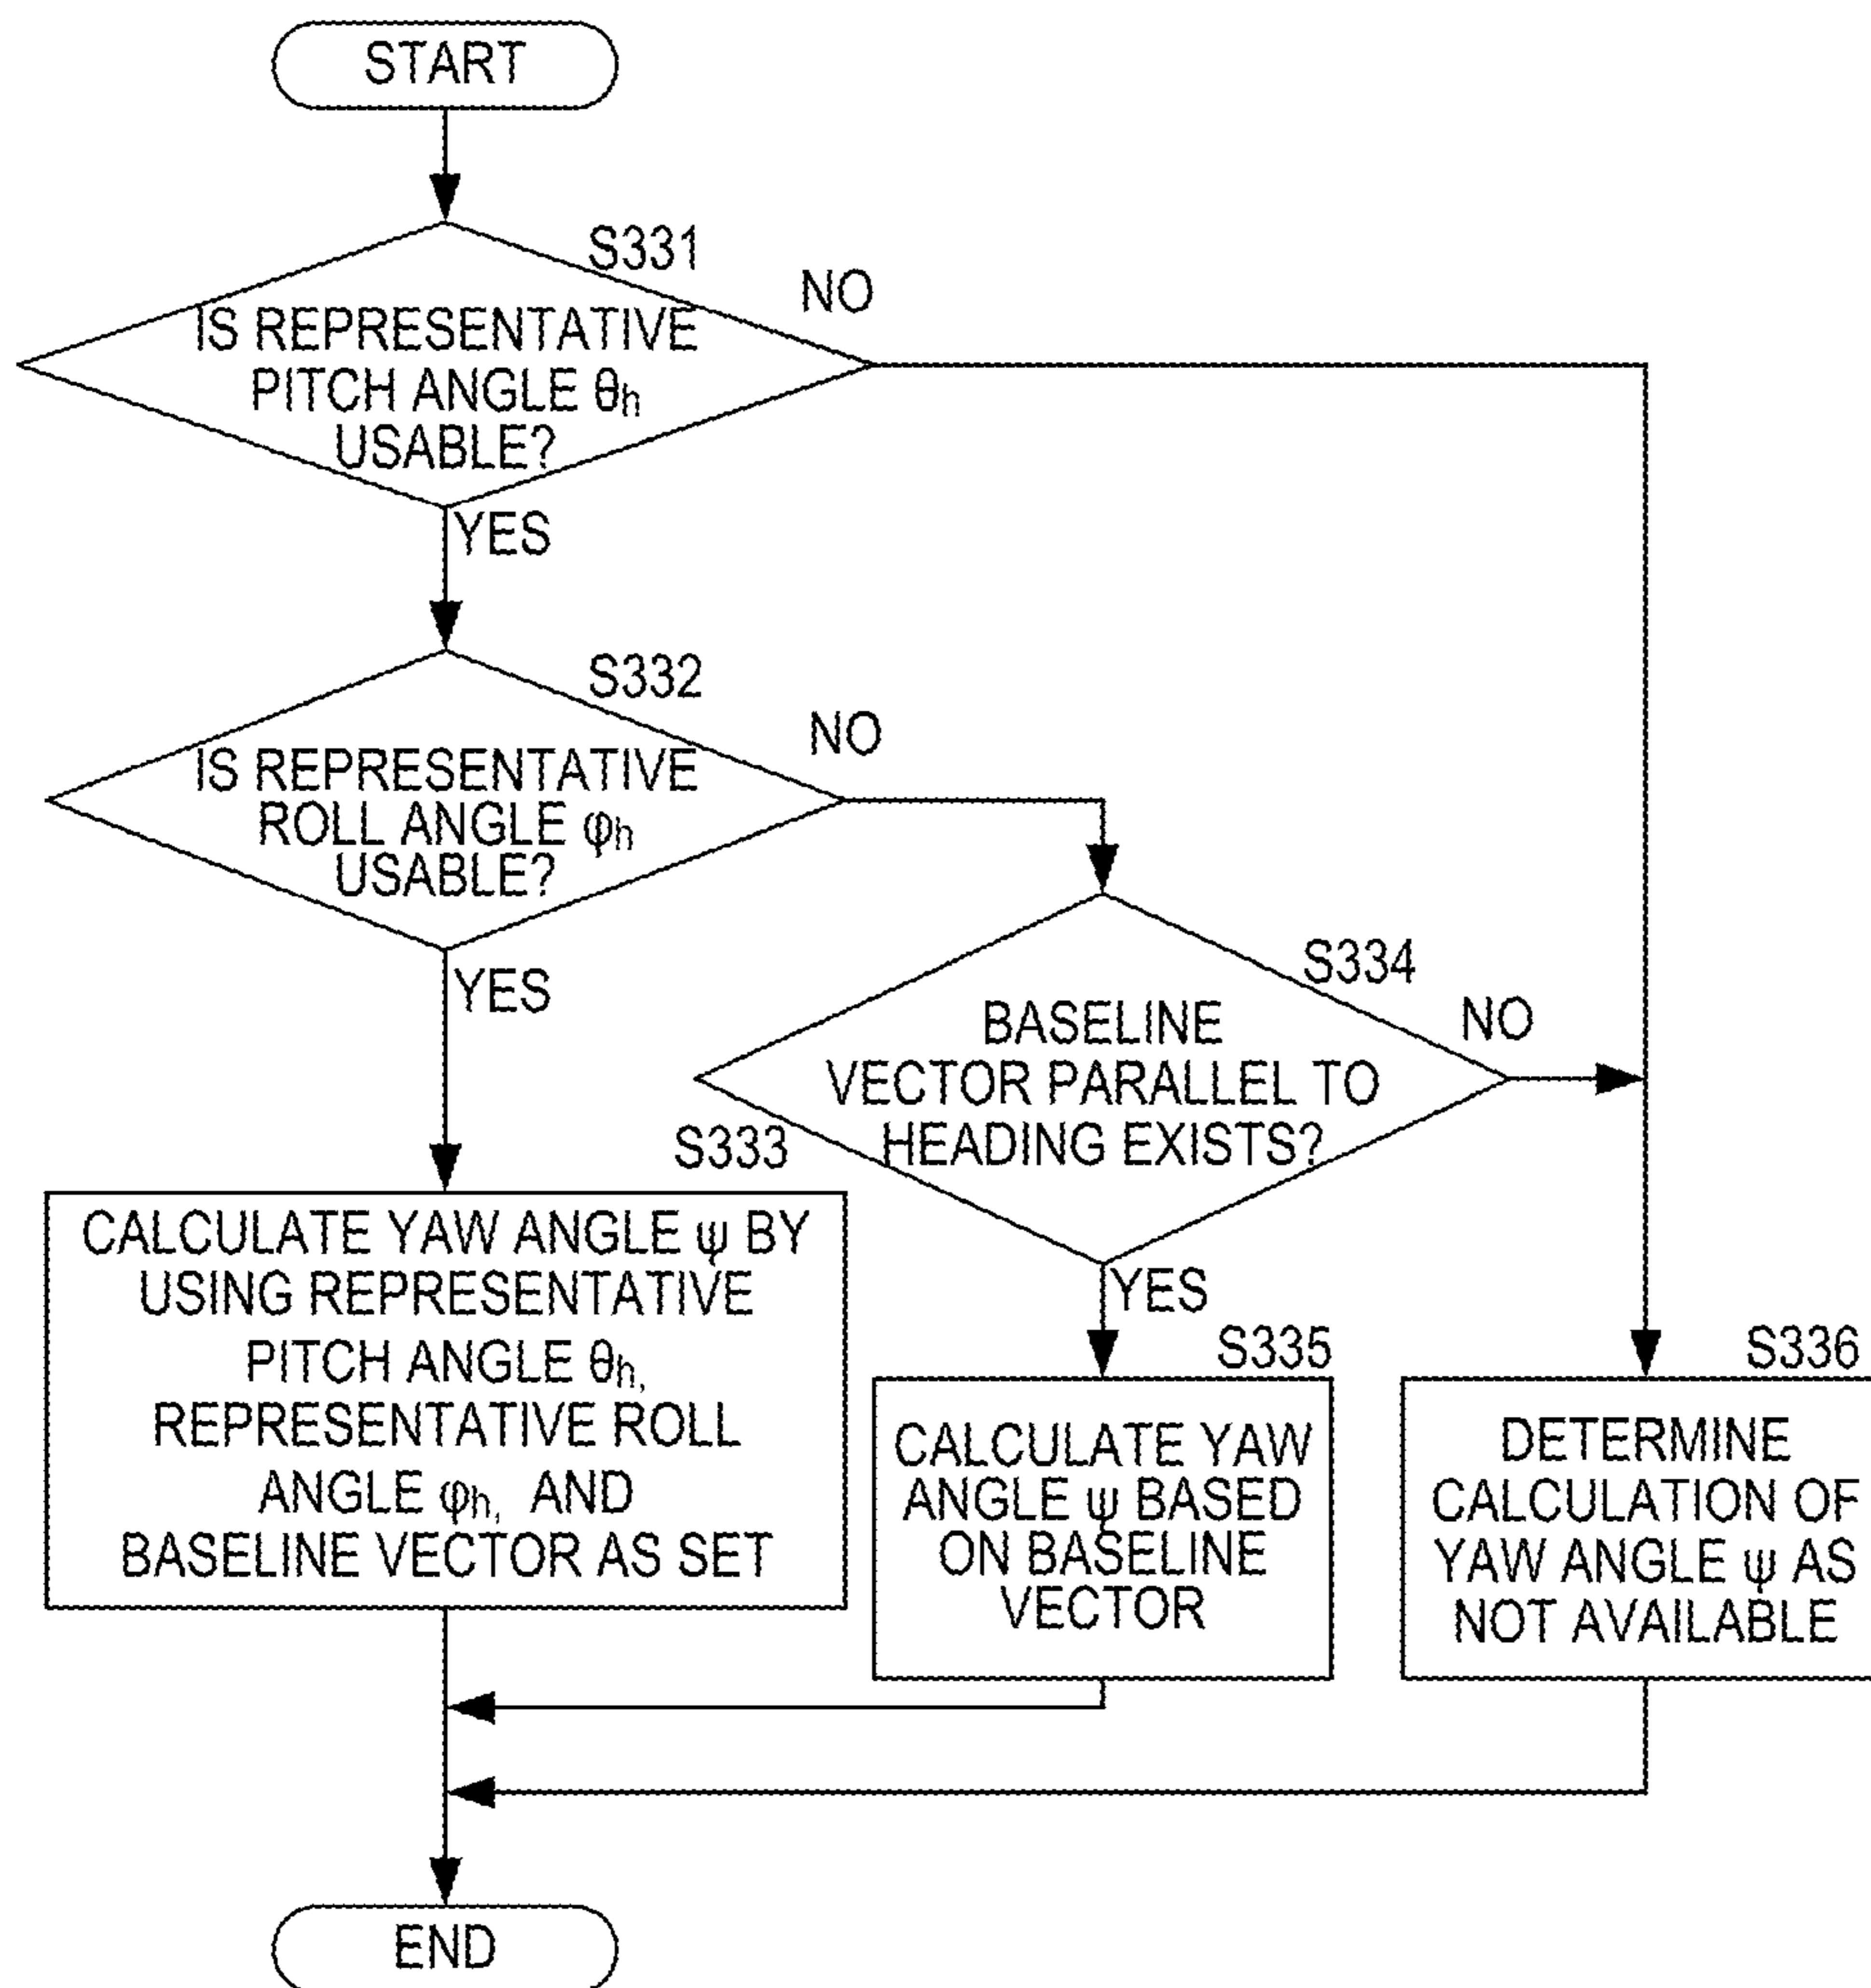 START
S331
NO
IS REPRESENTATIVE
PITCH ANGLE θh
USABLE?
YES
S332
NO
IS REPRESENTATIVE
ROLL ANGLE φh
USABLE?
YES
S334
NO
BASELINE
VECTOR PARALLEL TO
HEADING EXISTS?
YES
S333
CALCULATE YAW ANGLE ψ BY
USING REPRESENTATIVE
PITCH ANGLE θh,
REPRESENTATIVE ROLL
ANGLE φh, AND
BASELINE VECTOR AS SET
S335
CALCULATE YAW
ANGLE ψ BASED
ON BASELINE
VECTOR
S336
DETERMINE
CALCULATION OF
YAW ANGLE ψ AS
NOT AVAILABLE
END